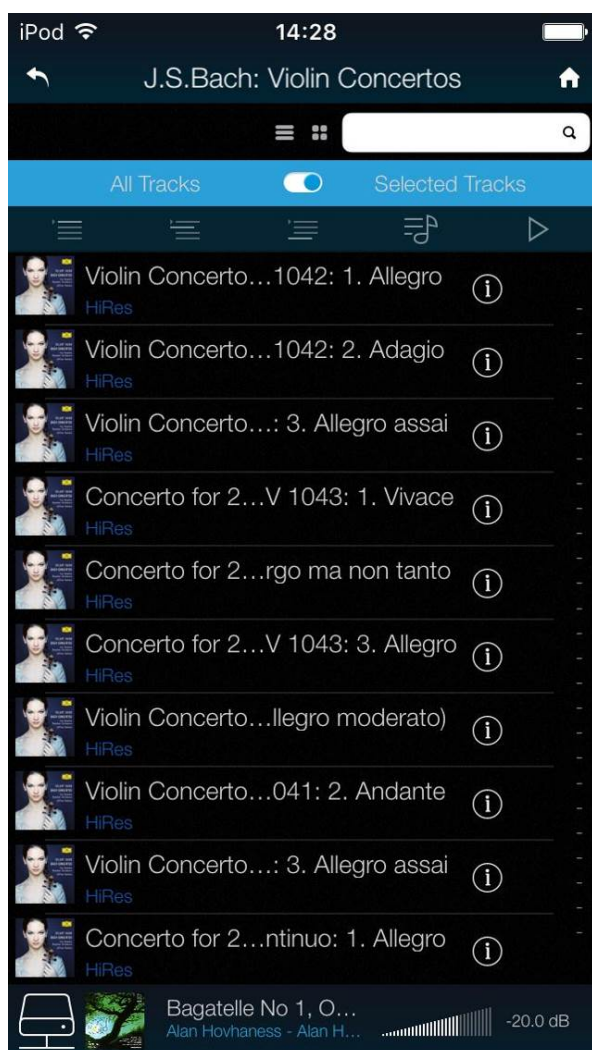 iPod 14:28
J.S.Bach: Violin Concertos
All Tracks Selected Tracks
Violin Concerto...1042: 1. Allegro
HiRes
Violin Concerto...1042: 2. Adagio
HiRes
Violin Concerto...: 3. Allegro assai
HiRes
Concerto for 2...V 1043: 1. Vivace
HiRes
Concerto for 2...rgo ma non tanto
HiRes
Concerto for 2...V 1043: 3. Allegro
HiRes
Violin Concerto...llegro moderato)
HiRes
Violin Concerto...041: 2. Andante
HiRes
Violin Concerto...: 3. Allegro assai
HiRes
Concerto for 2...ntinuo: 1. Allegro
HiRes
Bagatelle No 1, O...
Alan Hovhaness - Alan H...
-20.0 dB